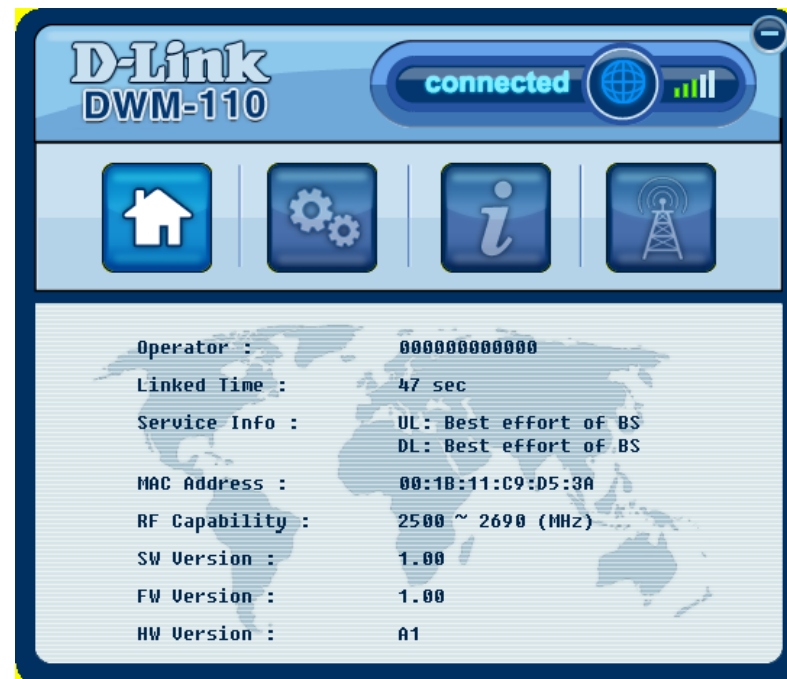 D-Link
DWM-110
connected
i
Operator : 000000000000
Linked Time : 47 sec
Service Info : UL: Best effort of BS
DL: Best effort of BS
MAC Address : 00:1B:11:C9:D5:3A
RF Capability : 2500 ~ 2690 (MHz)
SW Version : 1.00
FW Version : 1.00
HW Version : A1